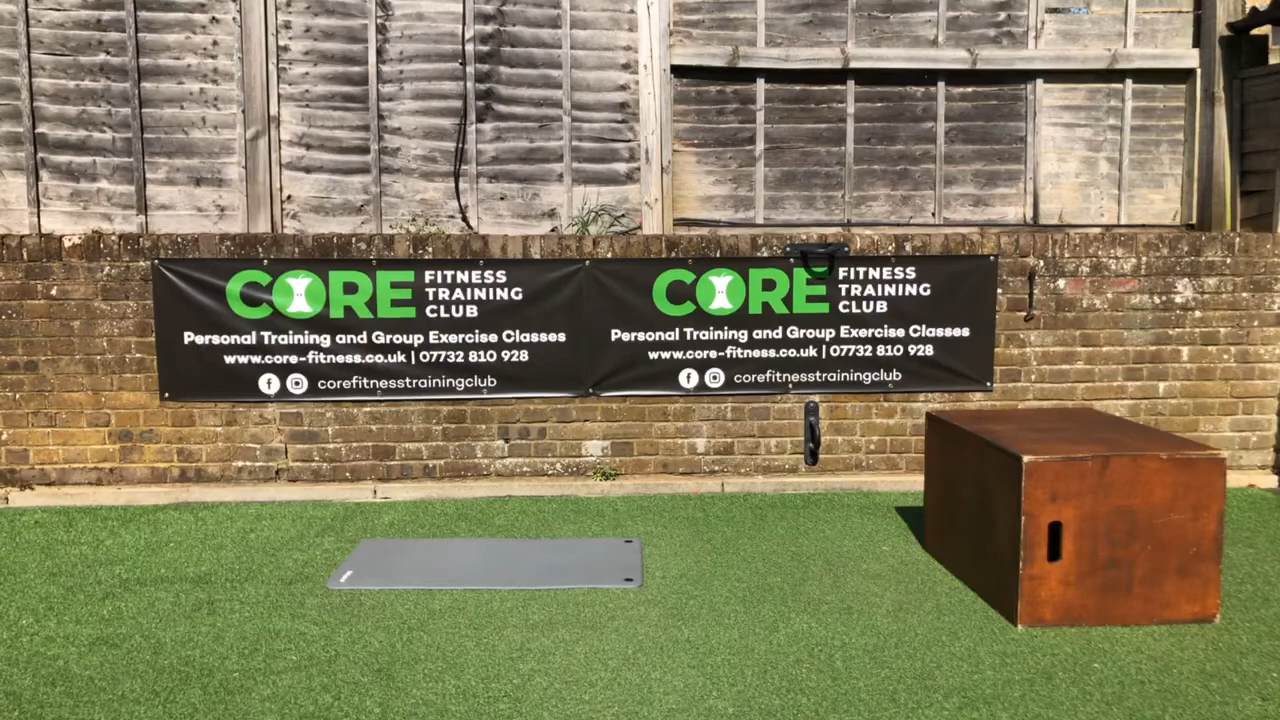 CORE FITNESS
TRAINING
CLUB
Personal Training and Group Exercise Classes
www.core-fitness.co.uk | 07732 810 928
corefitnesstrainingclub
CORE FITNESS
TRAINING
CLUB
Personal Training and Group Exercise Classes
www.core-fitness.co.uk | 07732 810 928
corefitnesstrainingclub